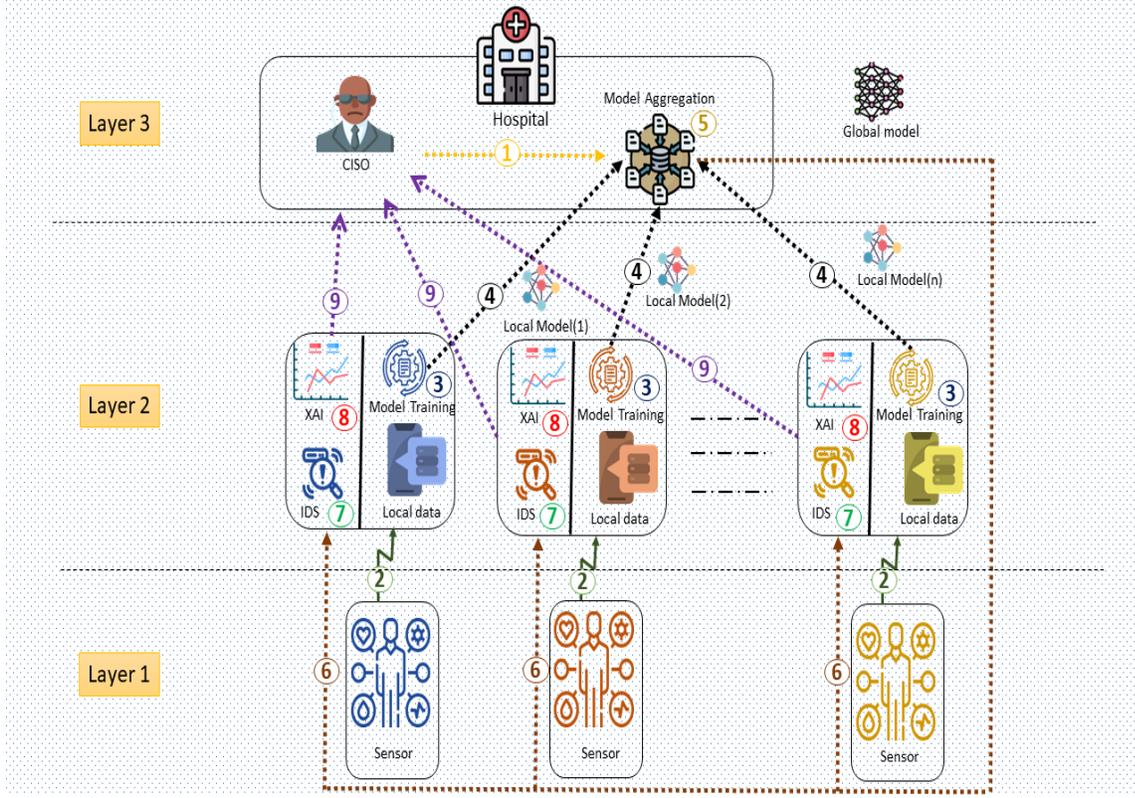 Layer 3
Hospital
CISO
1
Model Aggregation
5
Global model
Layer 2
9
9
9
4
4
4
Local Model(1)
Local Model(2)
Local Model(n)
XAI
8
3
Model Training
IDS
7
Local data
XAI
8
3
Model Training
IDS
7
Local data
XAI
8
3
Model Training
IDS
7
Local data
Layer 1
2
2
2
6
6
6
Sensor
Sensor
Sensor